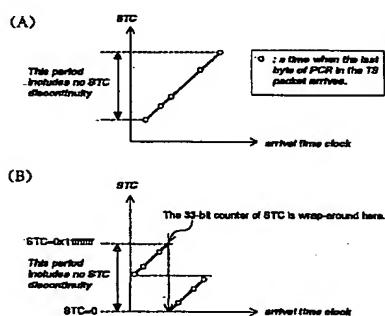 (A)
STC
This period
includes no STC
discontinuity
o : a time when the last
byte of PCR in the TS
packet arrives.
arrival time clock
(B)
STC
The 33-bit counter of STC is wrap-around here.
This period
includes no STC
discontinuity
STC=0
arrival time clock